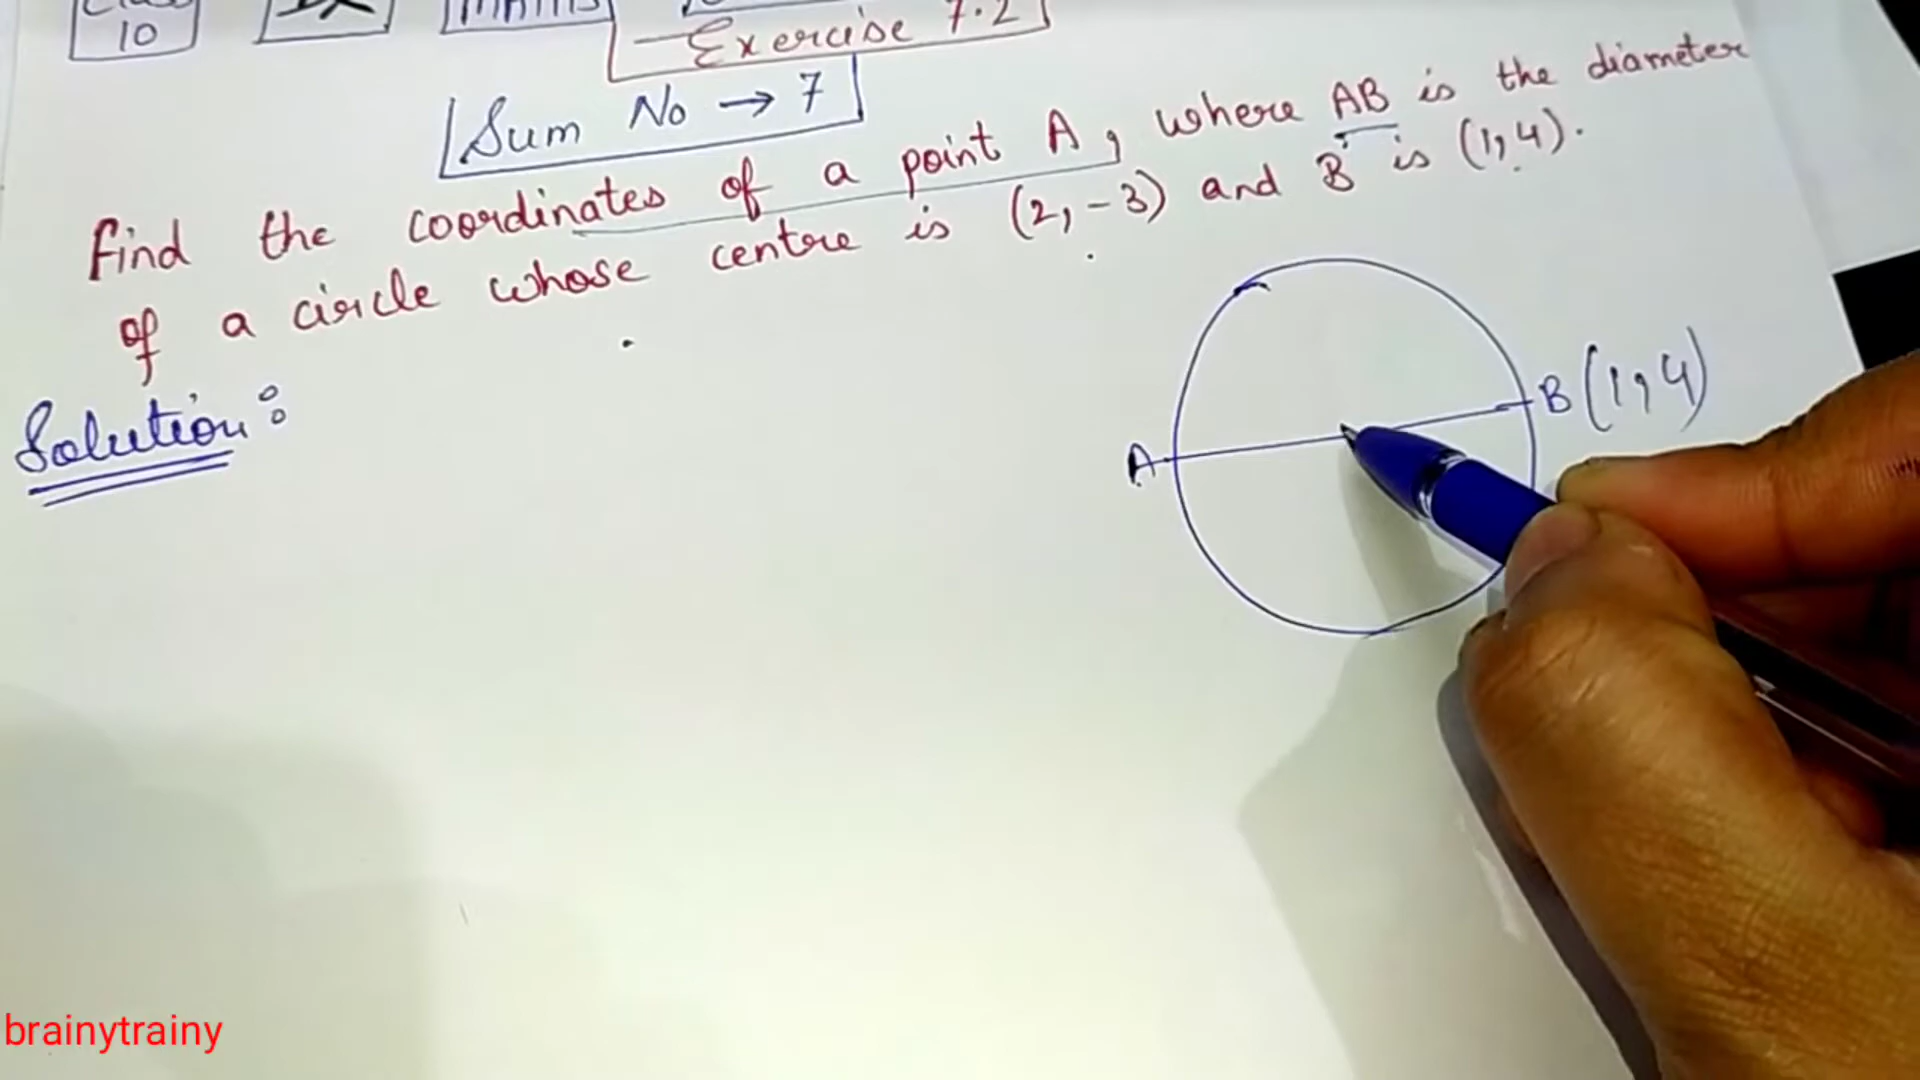 10
MATHS
Exercise 7.2
Sum No → 7
Find the coordinates of a point A, where AB is the diameter
of a circle whose centre is (2, -3) and B is (1, 4).
Solution:
A
B (1, 4)
brainytrainy